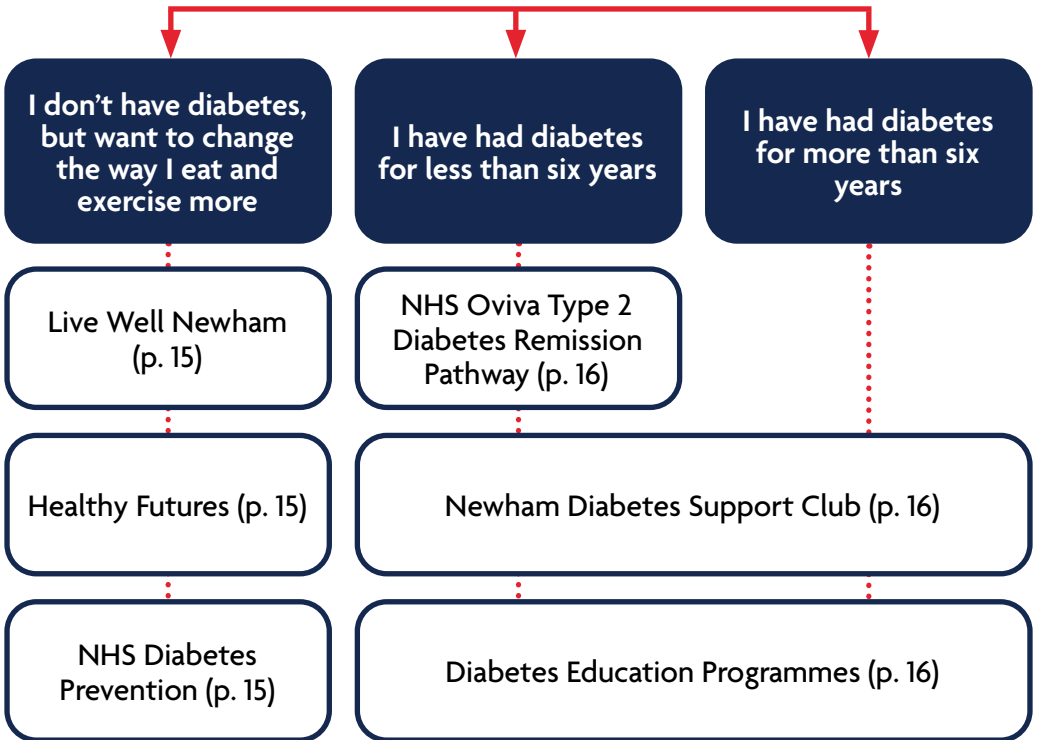 I don't have diabetes,
but want to change
the way I eat and
exercise more
I have had diabetes
for less than six years
I have had diabetes
for more than six
years
Live Well Newham
(p. 15)
NHS Oviva Type 2
Diabetes Remission
Pathway (p. 16)
Healthy Futures (p. 15)
Newham Diabetes Support Club (p. 16)
NHS Diabetes
Prevention (p. 15)
Diabetes Education Programmes (p. 16)